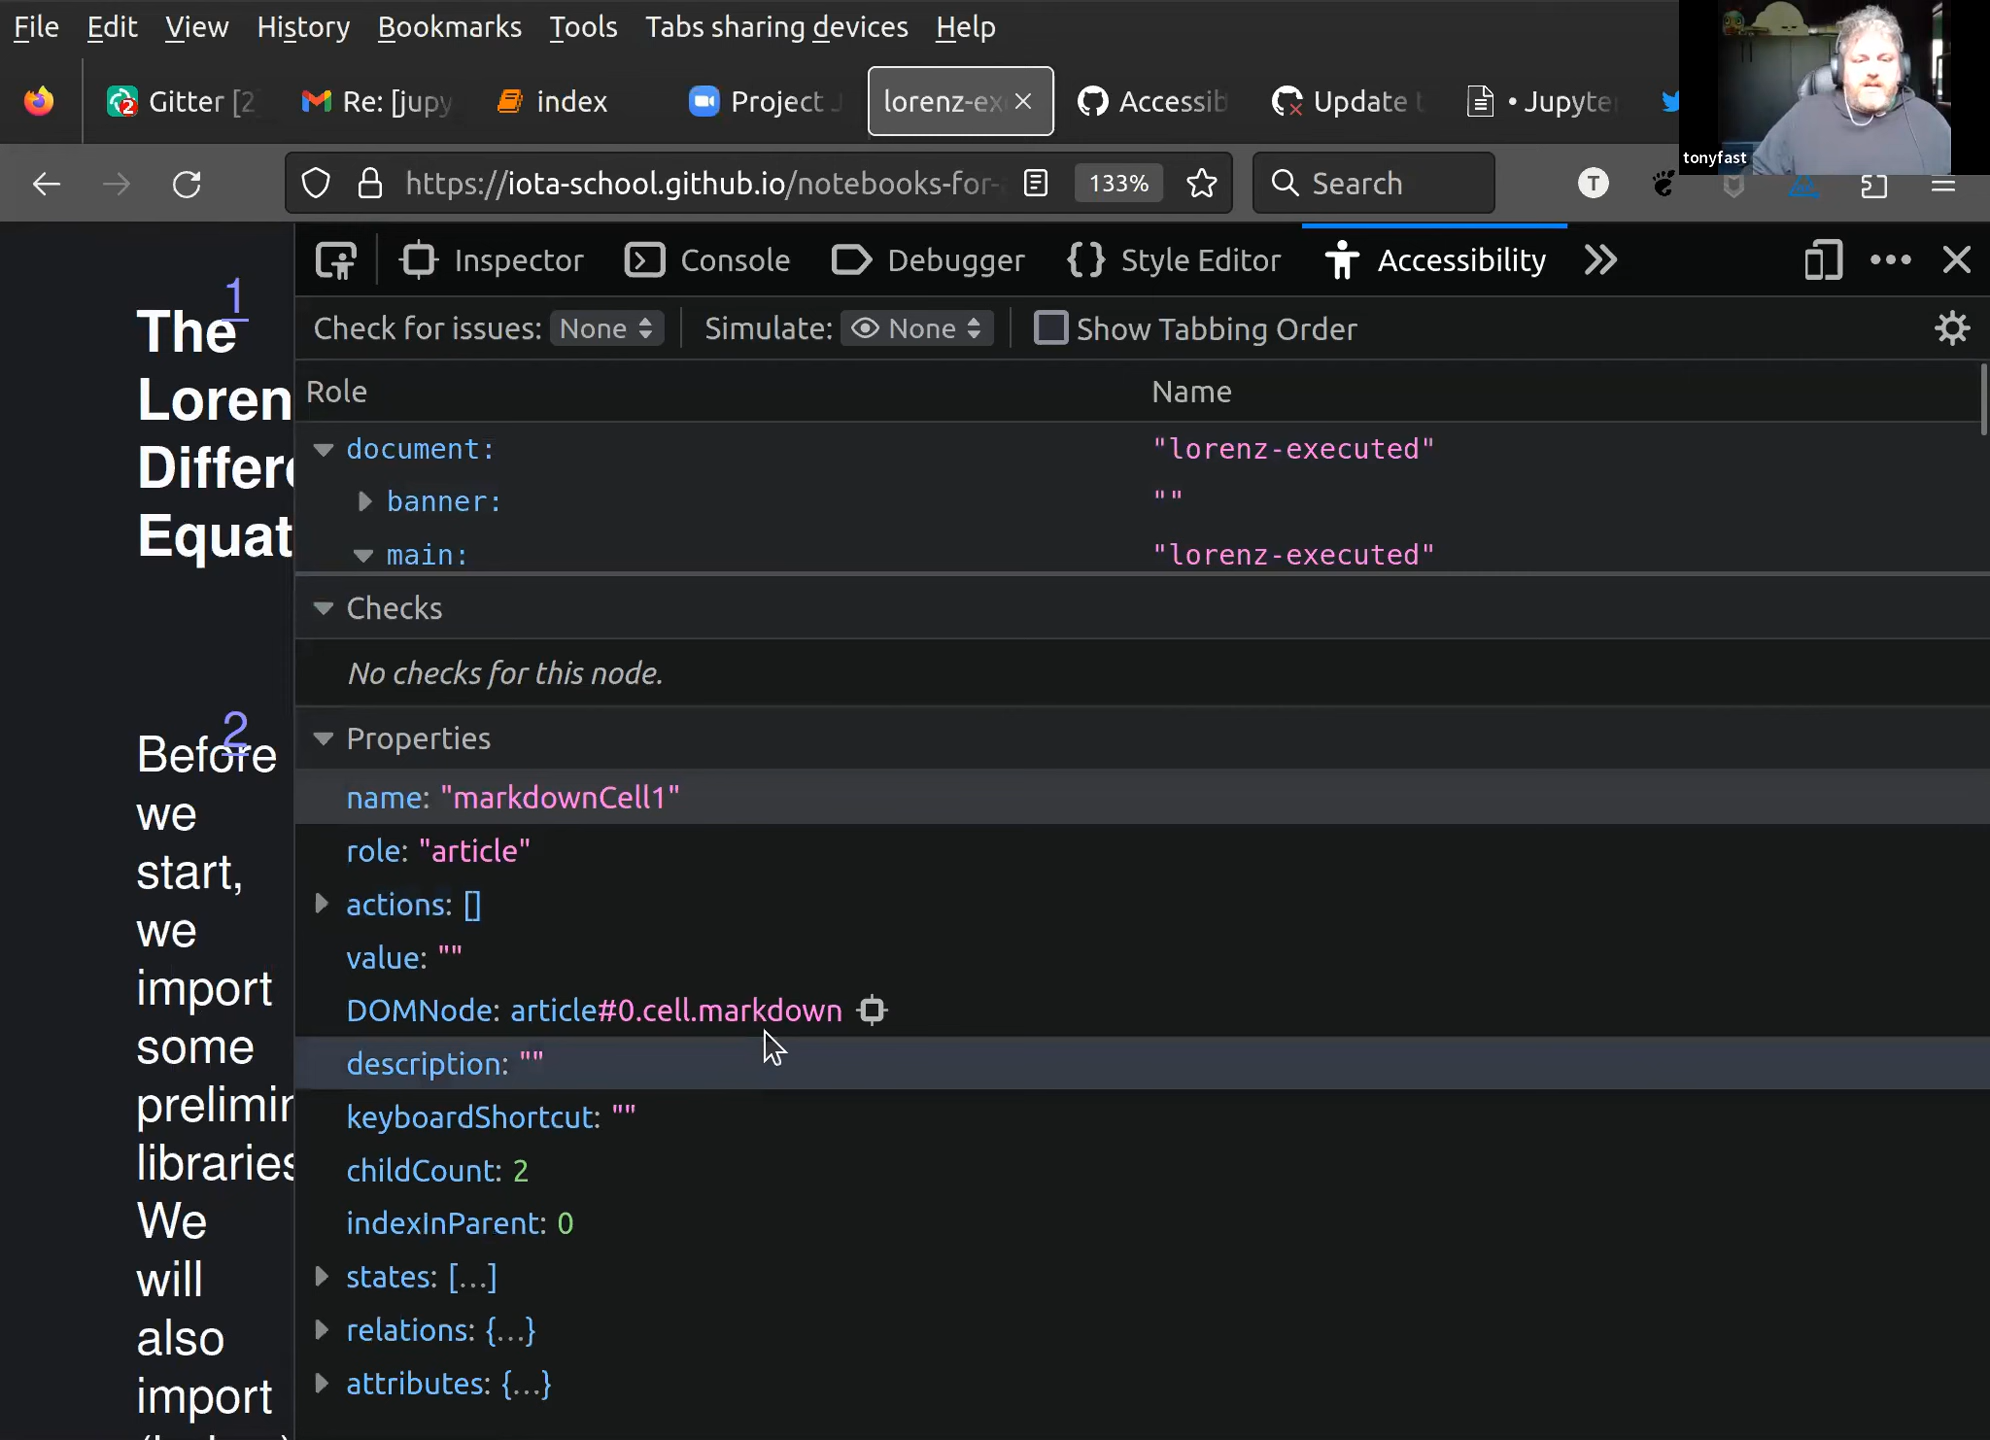 File Edit View History Bookmarks Tools Tabs sharing devices Help
Gitter [2 Re: [jupy index Project J lorenz-ex Accessib Update t • Jupyte
https://iota-school.github.io/notebooks-for- 133% Search T
tonyfast
Inspector Console Debugger Style Editor Accessibility
Check for issues: None Simulate: None Show Tabbing Order
Role Name
document: "lorenz-executed"
banner: ""
main: "lorenz-executed"
Checks
No checks for this node.
Properties
name: "markdownCell1"
role: "article"
actions: []
value: ""
DOMNode: article#0.cell.markdown
description: ""
keyboardShortcut: ""
childCount: 2
indexInParent: 0
states: […]
relations: {…}
attributes: {…}
1
The
Loren
Differe
Equat
2
Before
we
start,
we
import
some
prelimin
libraries
We
will
also
import